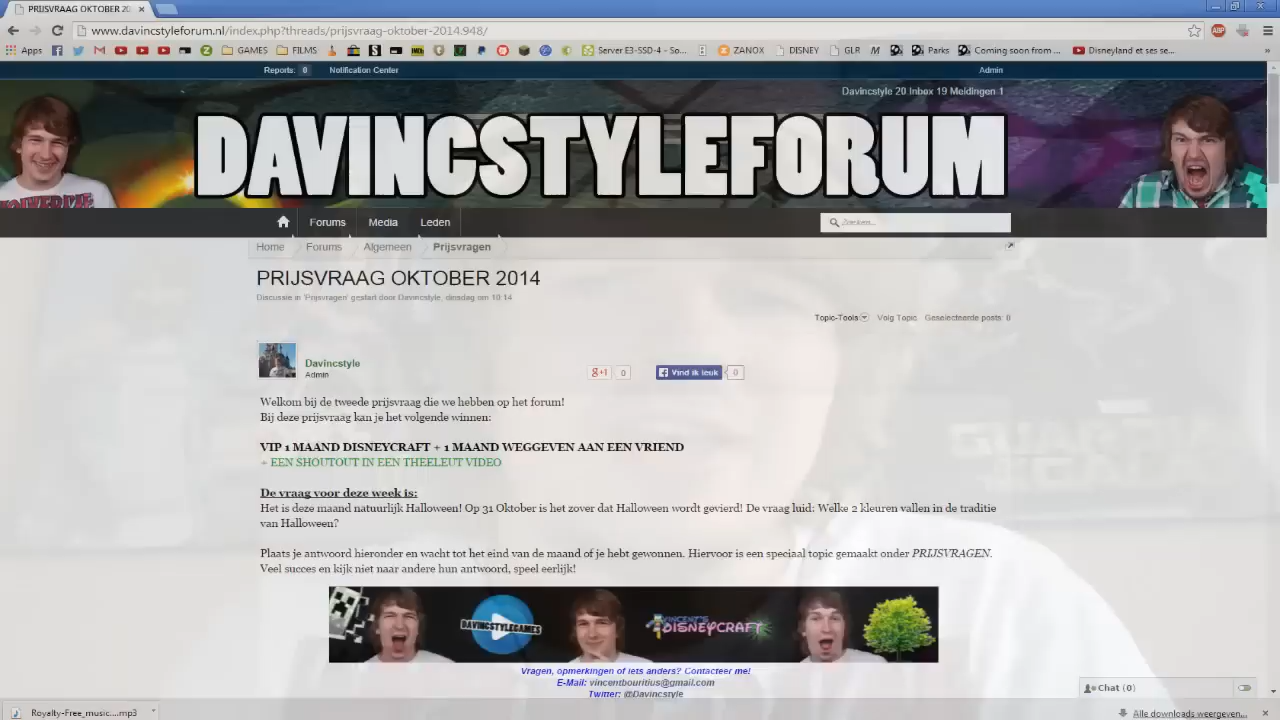 PRIJSVRAAG OKTOBER 20
www.davincstyleforum.nl/index.php?threads/prijsvraag-oktober-2014.948/
Apps GAMES FILMS Server E3-SSD-4 - So... ZANOX DISNEY GLR Parks Coming soon from ... Disneyland et ses se...
Reports: 0 Notification Center Admin
Davincstyle 20 Inbox 19 Meldingen 1
DAVINCSTYLEFORUM
Forums Media Leden Zoeken...
Home Forums Algemeen Prijsvragen
PRIJSVRAAG OKTOBER 2014
Discussie in 'Prijsvragen' gestart door Davincstyle, dinsdag om 10:14
Topic-Tools Volg Topic Geselecteerde posts: 0
Davincstyle
Admin
g+1 0 Vind ik leuk 0
Welkom bij de tweede prijsvraag die we hebben op het forum!
Bij deze prijsvraag kan je het volgende winnen:
VIP 1 MAAND DISNEYCRAFT + 1 MAAND WEGGEVEN AAN EEN VRIEND
+ EEN SHOUTOUT IN EEN THEELEUT VIDEO
De vraag voor deze week is:
Het is deze maand natuurlijk Halloween! Op 31 Oktober is het zover dat Halloween wordt gevierd! De vraag luid: Welke 2 kleuren vallen in de traditie
van Halloween?
Plaats je antwoord hieronder en wacht tot het eind van de maand of je hebt gewonnen. Hiervoor is een speciaal topic gemaakt onder PRIJSVRAGEN.
Veel succes en kijk niet naar andere hun antwoord, speel eerlijk!
DAVINCSTYLEGAMES VINCENT'S DISNEYCRAFT
Vragen, opmerkingen of iets anders? Contacteer me!
E-Mail: vincentbouritius@gmail.com
Twitter: @Davincstyle
Chat (0)
Royalty-Free_music....mp3 Alle downloads weergeven...